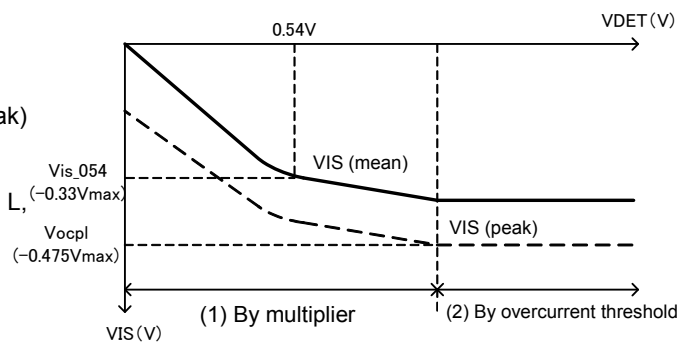 VDET(V)
0.54V
ak)
VIS (mean)
Vis_054
(-0.33Vmax)
L,
VIS (peak)
Vocpl
(-0.475Vmax)
(1) By multiplier
(2) By overcurrent threshold
VIS(V)